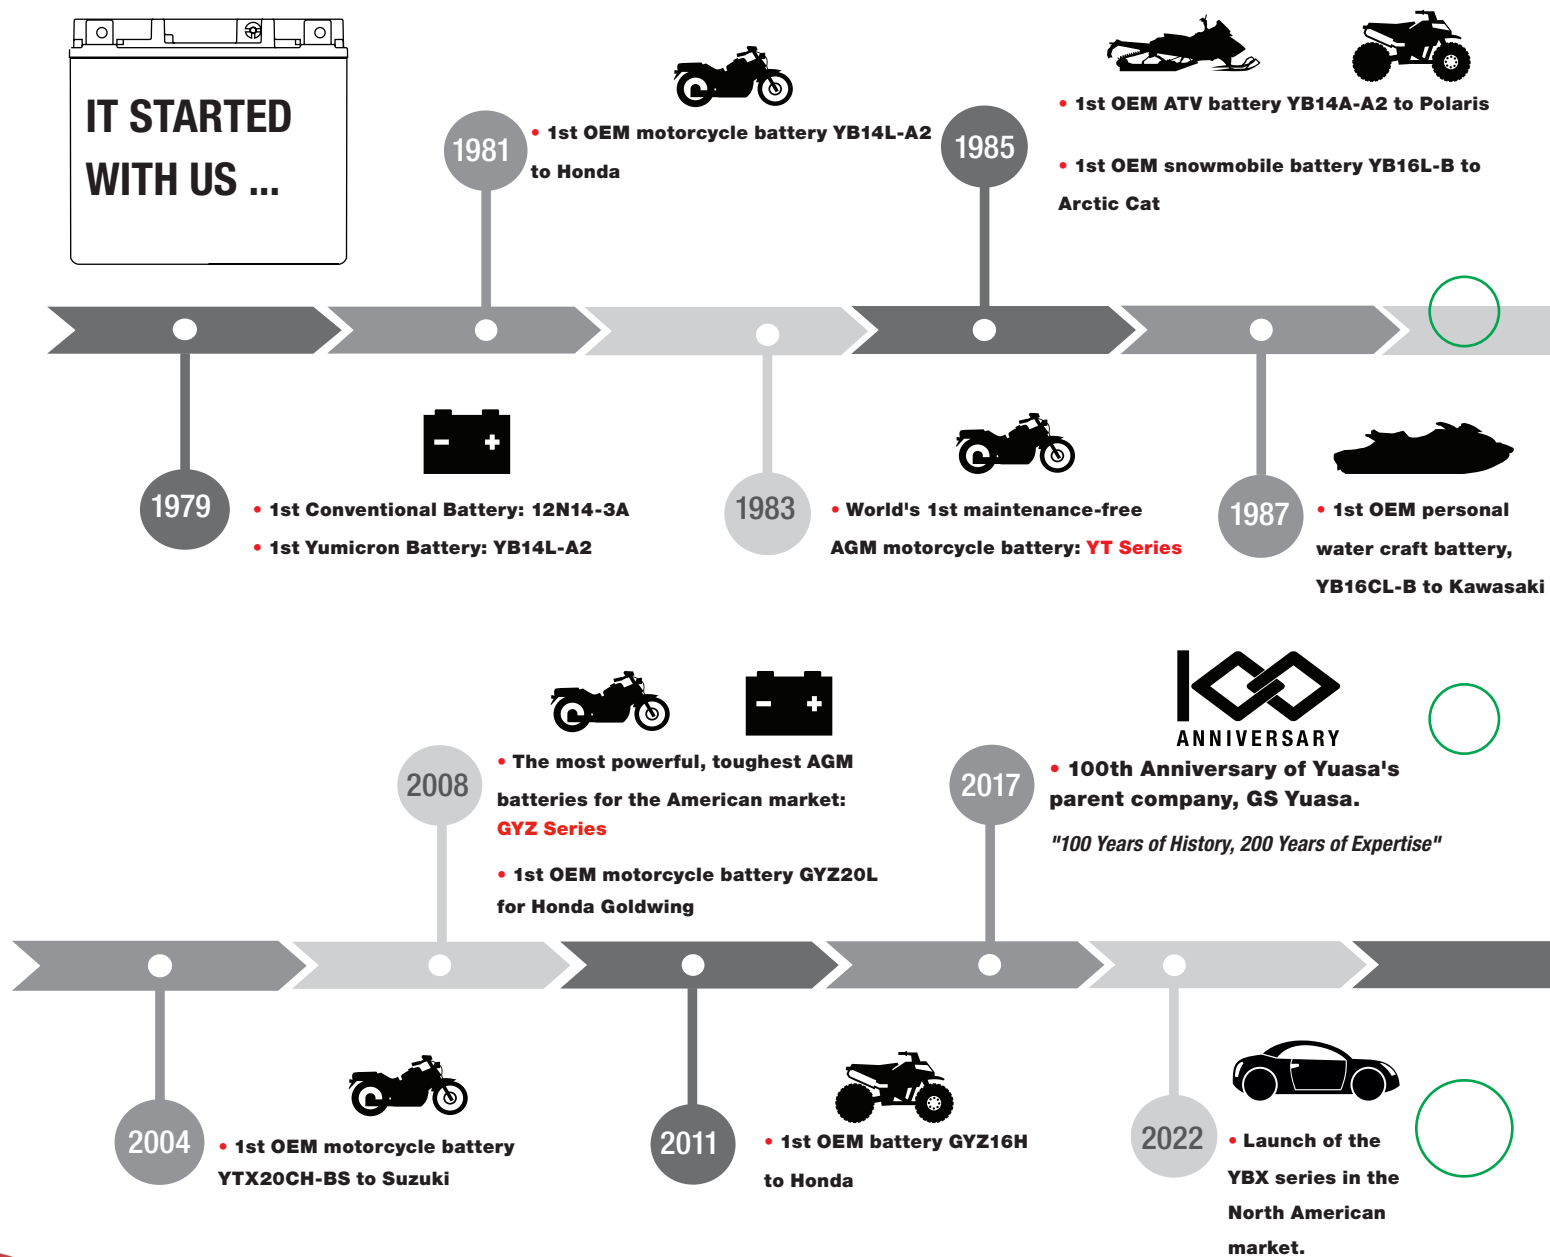 IT STARTED
WITH US ...
1981
• 1st OEM motorcycle battery YB14L-A2
to Honda
1985
• 1st OEM ATV battery YB14A-A2 to Polaris
• 1st OEM snowmobile battery YB16L-B to
Arctic Cat
1979
• 1st Conventional Battery: 12N14-3A
• 1st Yumicron Battery: YB14L-A2
1983
• World's 1st maintenance-free
AGM motorcycle battery: YT Series
1987
• 1st OEM personal
water craft battery,
YB16CL-B to Kawasaki
2008
• The most powerful, toughest AGM
batteries for the American market:
GYZ Series
• 1st OEM motorcycle battery GYZ20L
for Honda Goldwing
2017
100
ANNIVERSARY
• 100th Anniversary of Yuasa's
parent company, GS Yuasa.
"100 Years of History, 200 Years of Expertise"
2004
• 1st OEM motorcycle battery
YTX20CH-BS to Suzuki
2011
• 1st OEM battery GYZ16H
to Honda
2022
• Launch of the
YBX series in the
North American
market.